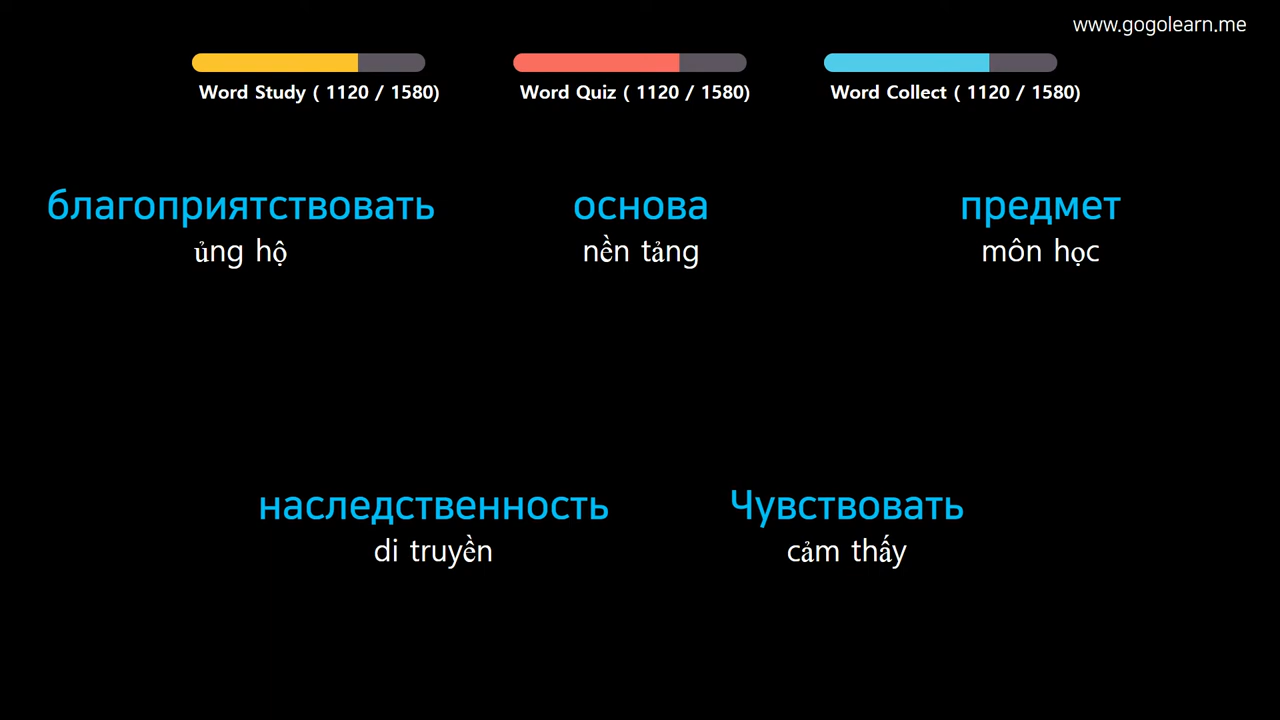 www.gogolearn.me
Word Study ( 1120 / 1580)
Word Quiz ( 1120 / 1580)
Word Collect ( 1120 / 1580)
благоприятствовать
ủng hộ
основа
nền tảng
предмет
môn học
наследственность
di truyền
Чувствовать
cảm thấy